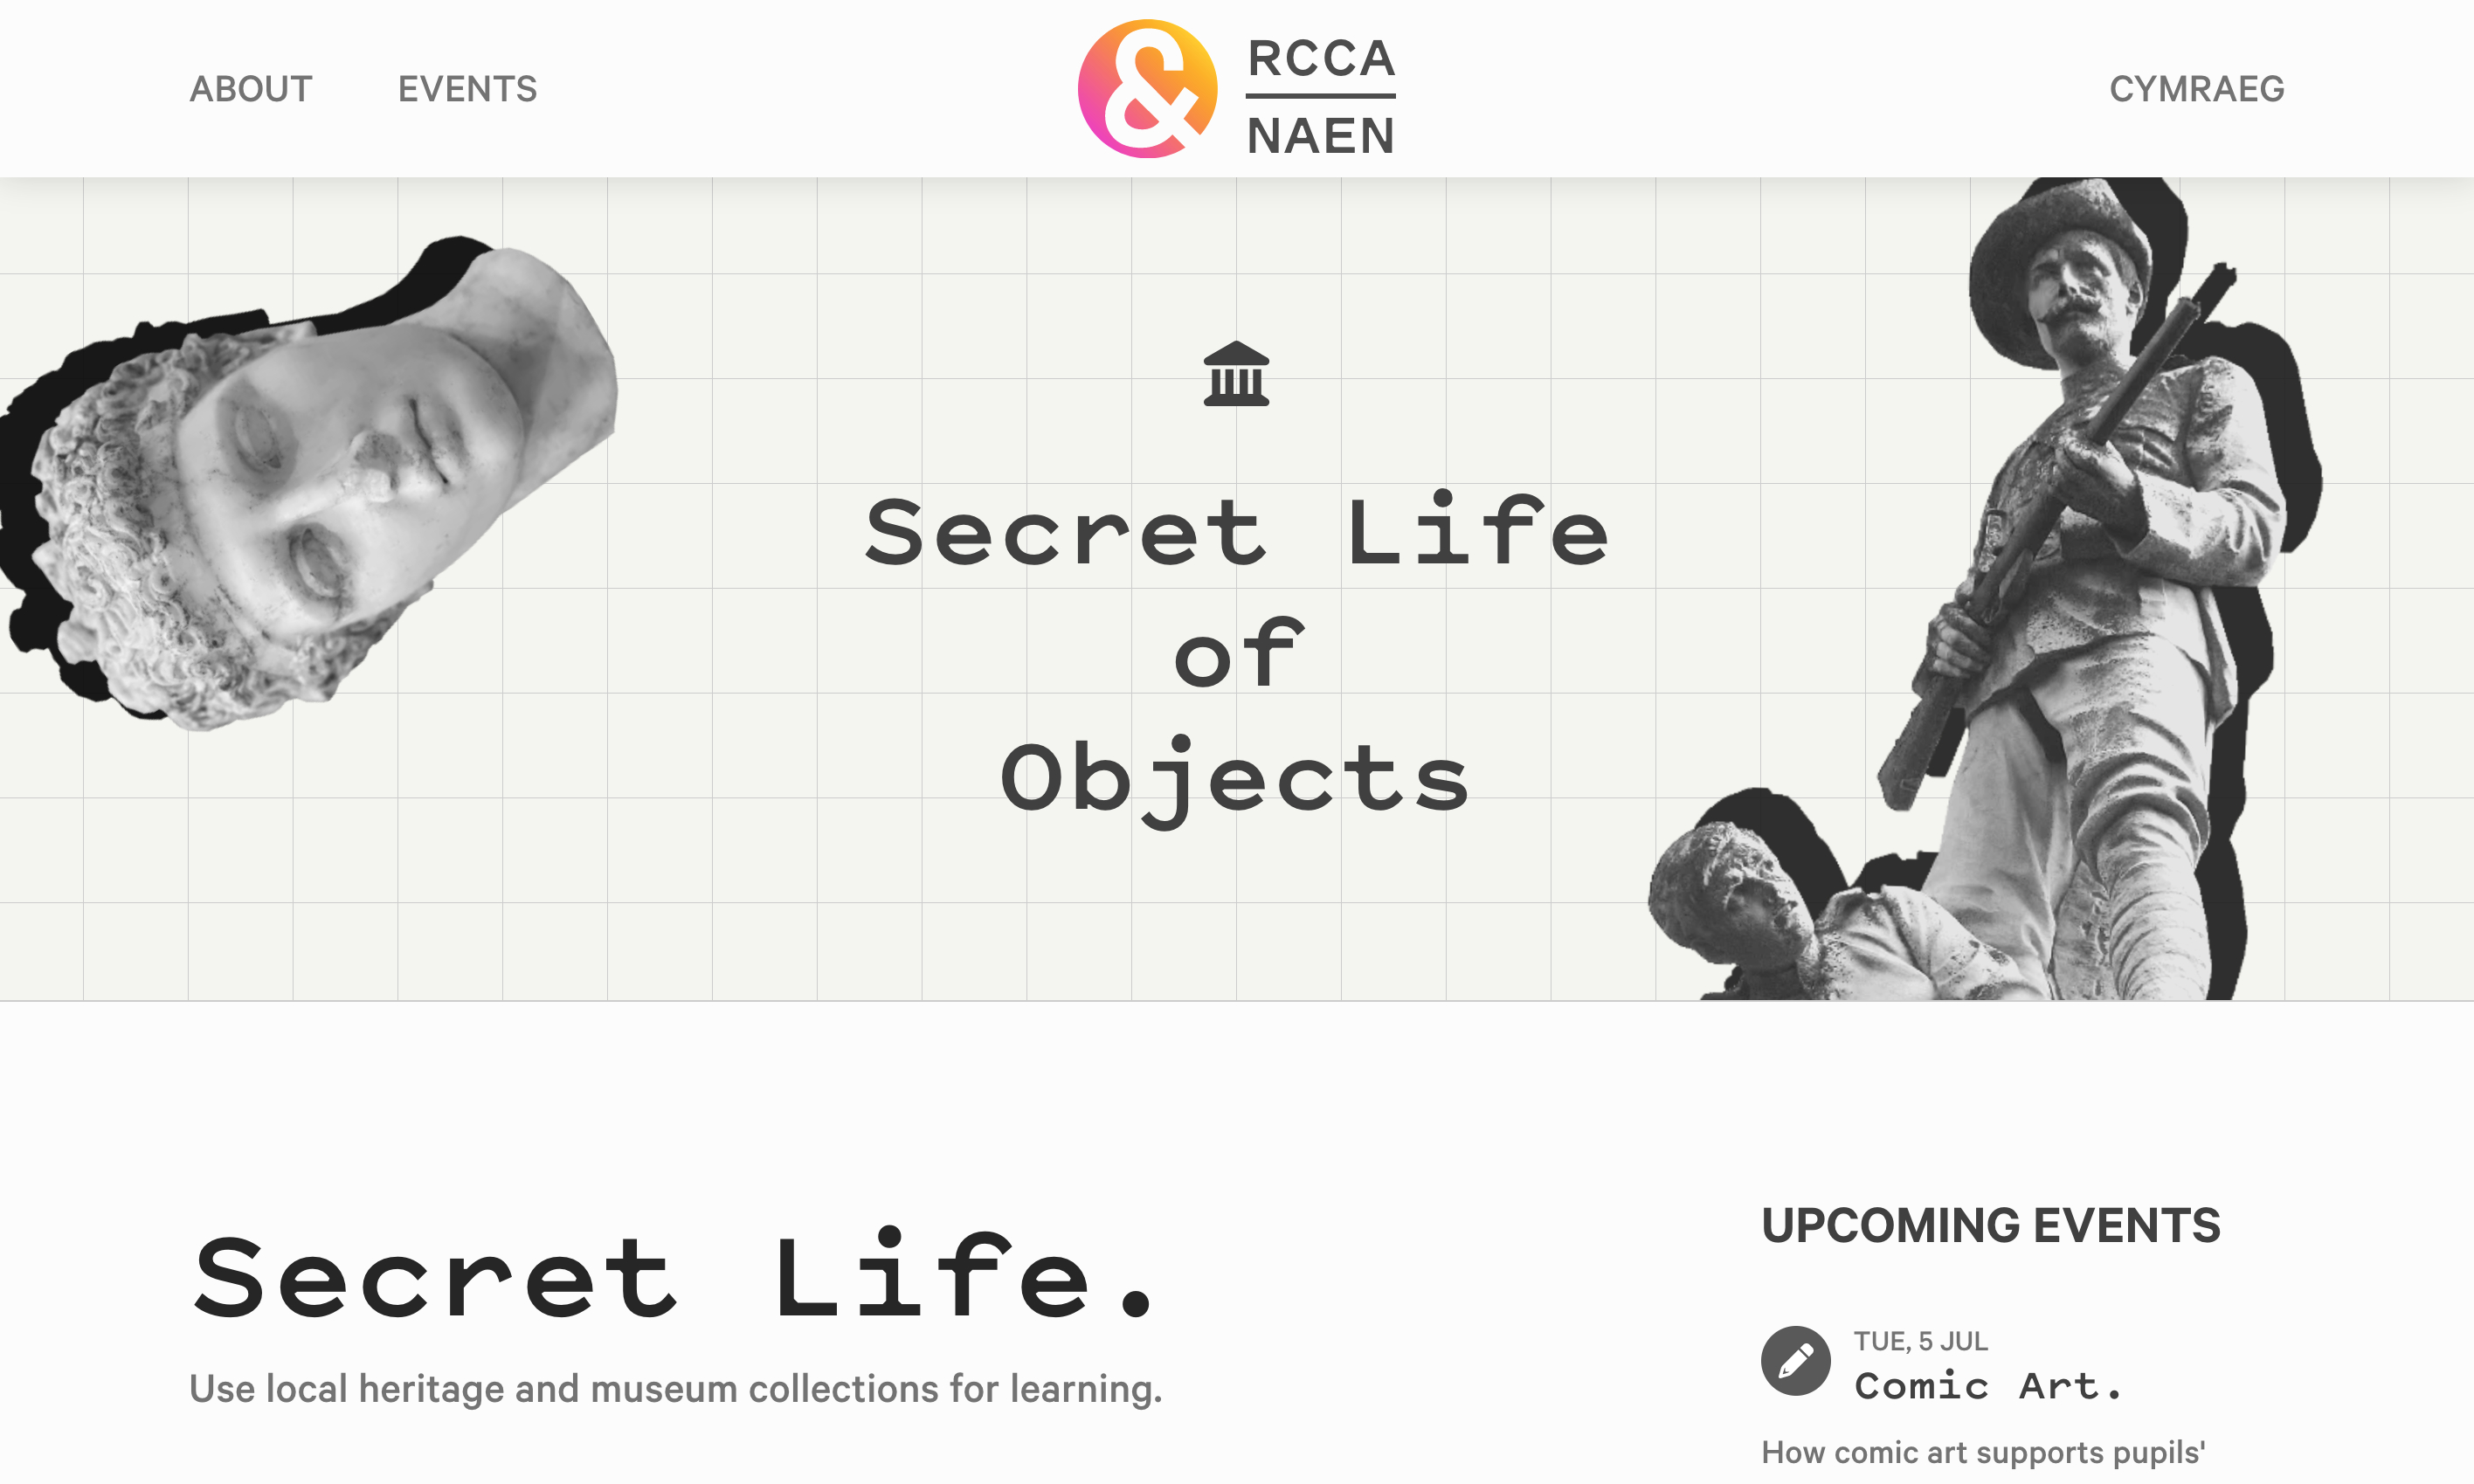 ABOUT
EVENTS
&
RCCA
NAEN
CYMRAEG
Secret Life
of
Objects
Secret Life.
Use local heritage and museum collections for learning.
UPCOMING EVENTS
TUE, 5 JUL
Comic Art.
How comic art supports pupils'